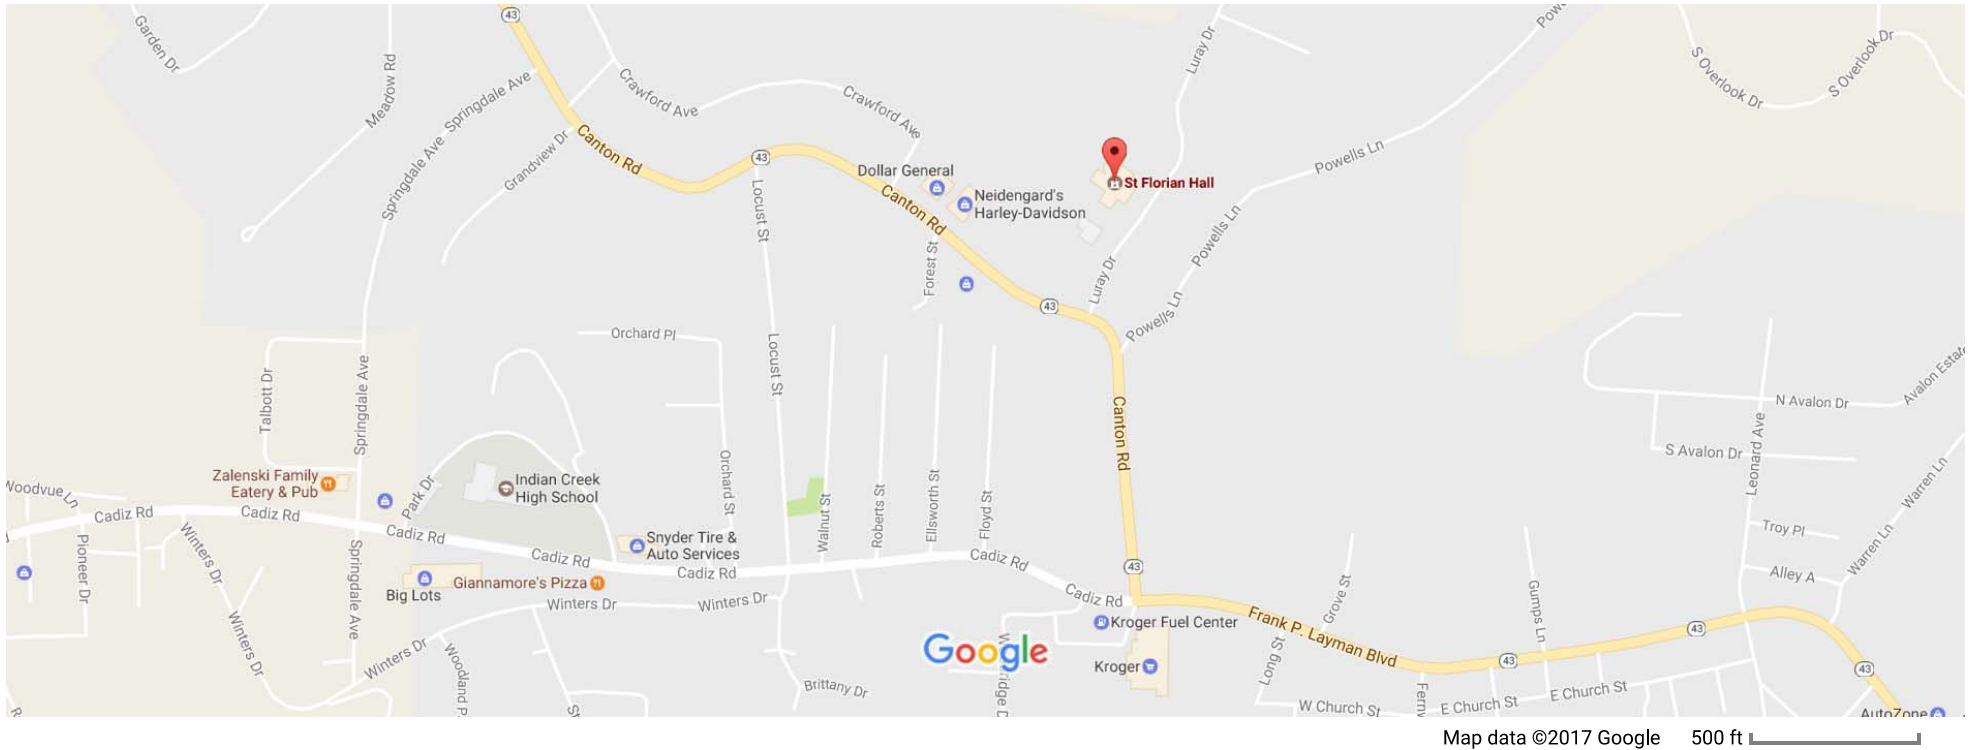 43
Garden Dr
Meadow Rd
Springdale Ave
Springdale Ave
Crawford Ave
Crawford Ave
Grandview Dr
Canton Rd
43
Luray Dr
S Overlook Dr
S Overlook Dr
Powells Ln
Dollar General
Neidengard's
Harley-Davidson
St Florian Hall
Canton Rd
Locust St
Forest St
Powells Ln
Luray Dr
Powells Ln
43
Orchard Pl
Locust St
Talbott Dr
Springdale Ave
Canton Rd
N Avalon Dr
S Avalon Dr
Leonard Ave
Warren Ln
Zalenski Family
Eatery & Pub
Park Dr
Indian Creek
High School
Orchard St
Walnut St
Roberts St
Ellsworth St
Floyd St
Woodvue Ln
Cadiz Rd
Cadiz Rd
Cadiz Rd
Cadiz Rd
Snyder Tire &
Auto Services
Cadiz Rd
Cadiz Rd
Cadiz Rd
Troy Pl
Alley A
Warren Ln
Pioneer Dr
Winters Dr
Springdale Ave
Big Lots
Giannamore's Pizza
Winters Dr
Winters Dr
43
Kroger Fuel Center
Kroger
Grove St
Gumps Ln
Frank P. Layman Blvd
Long St
43
43
43
Winters Dr
Winters Dr
Brittany Dr
Google
W Church St
E Church St
E Church St
AutoZone
Map data ©2017 Google
500 ft